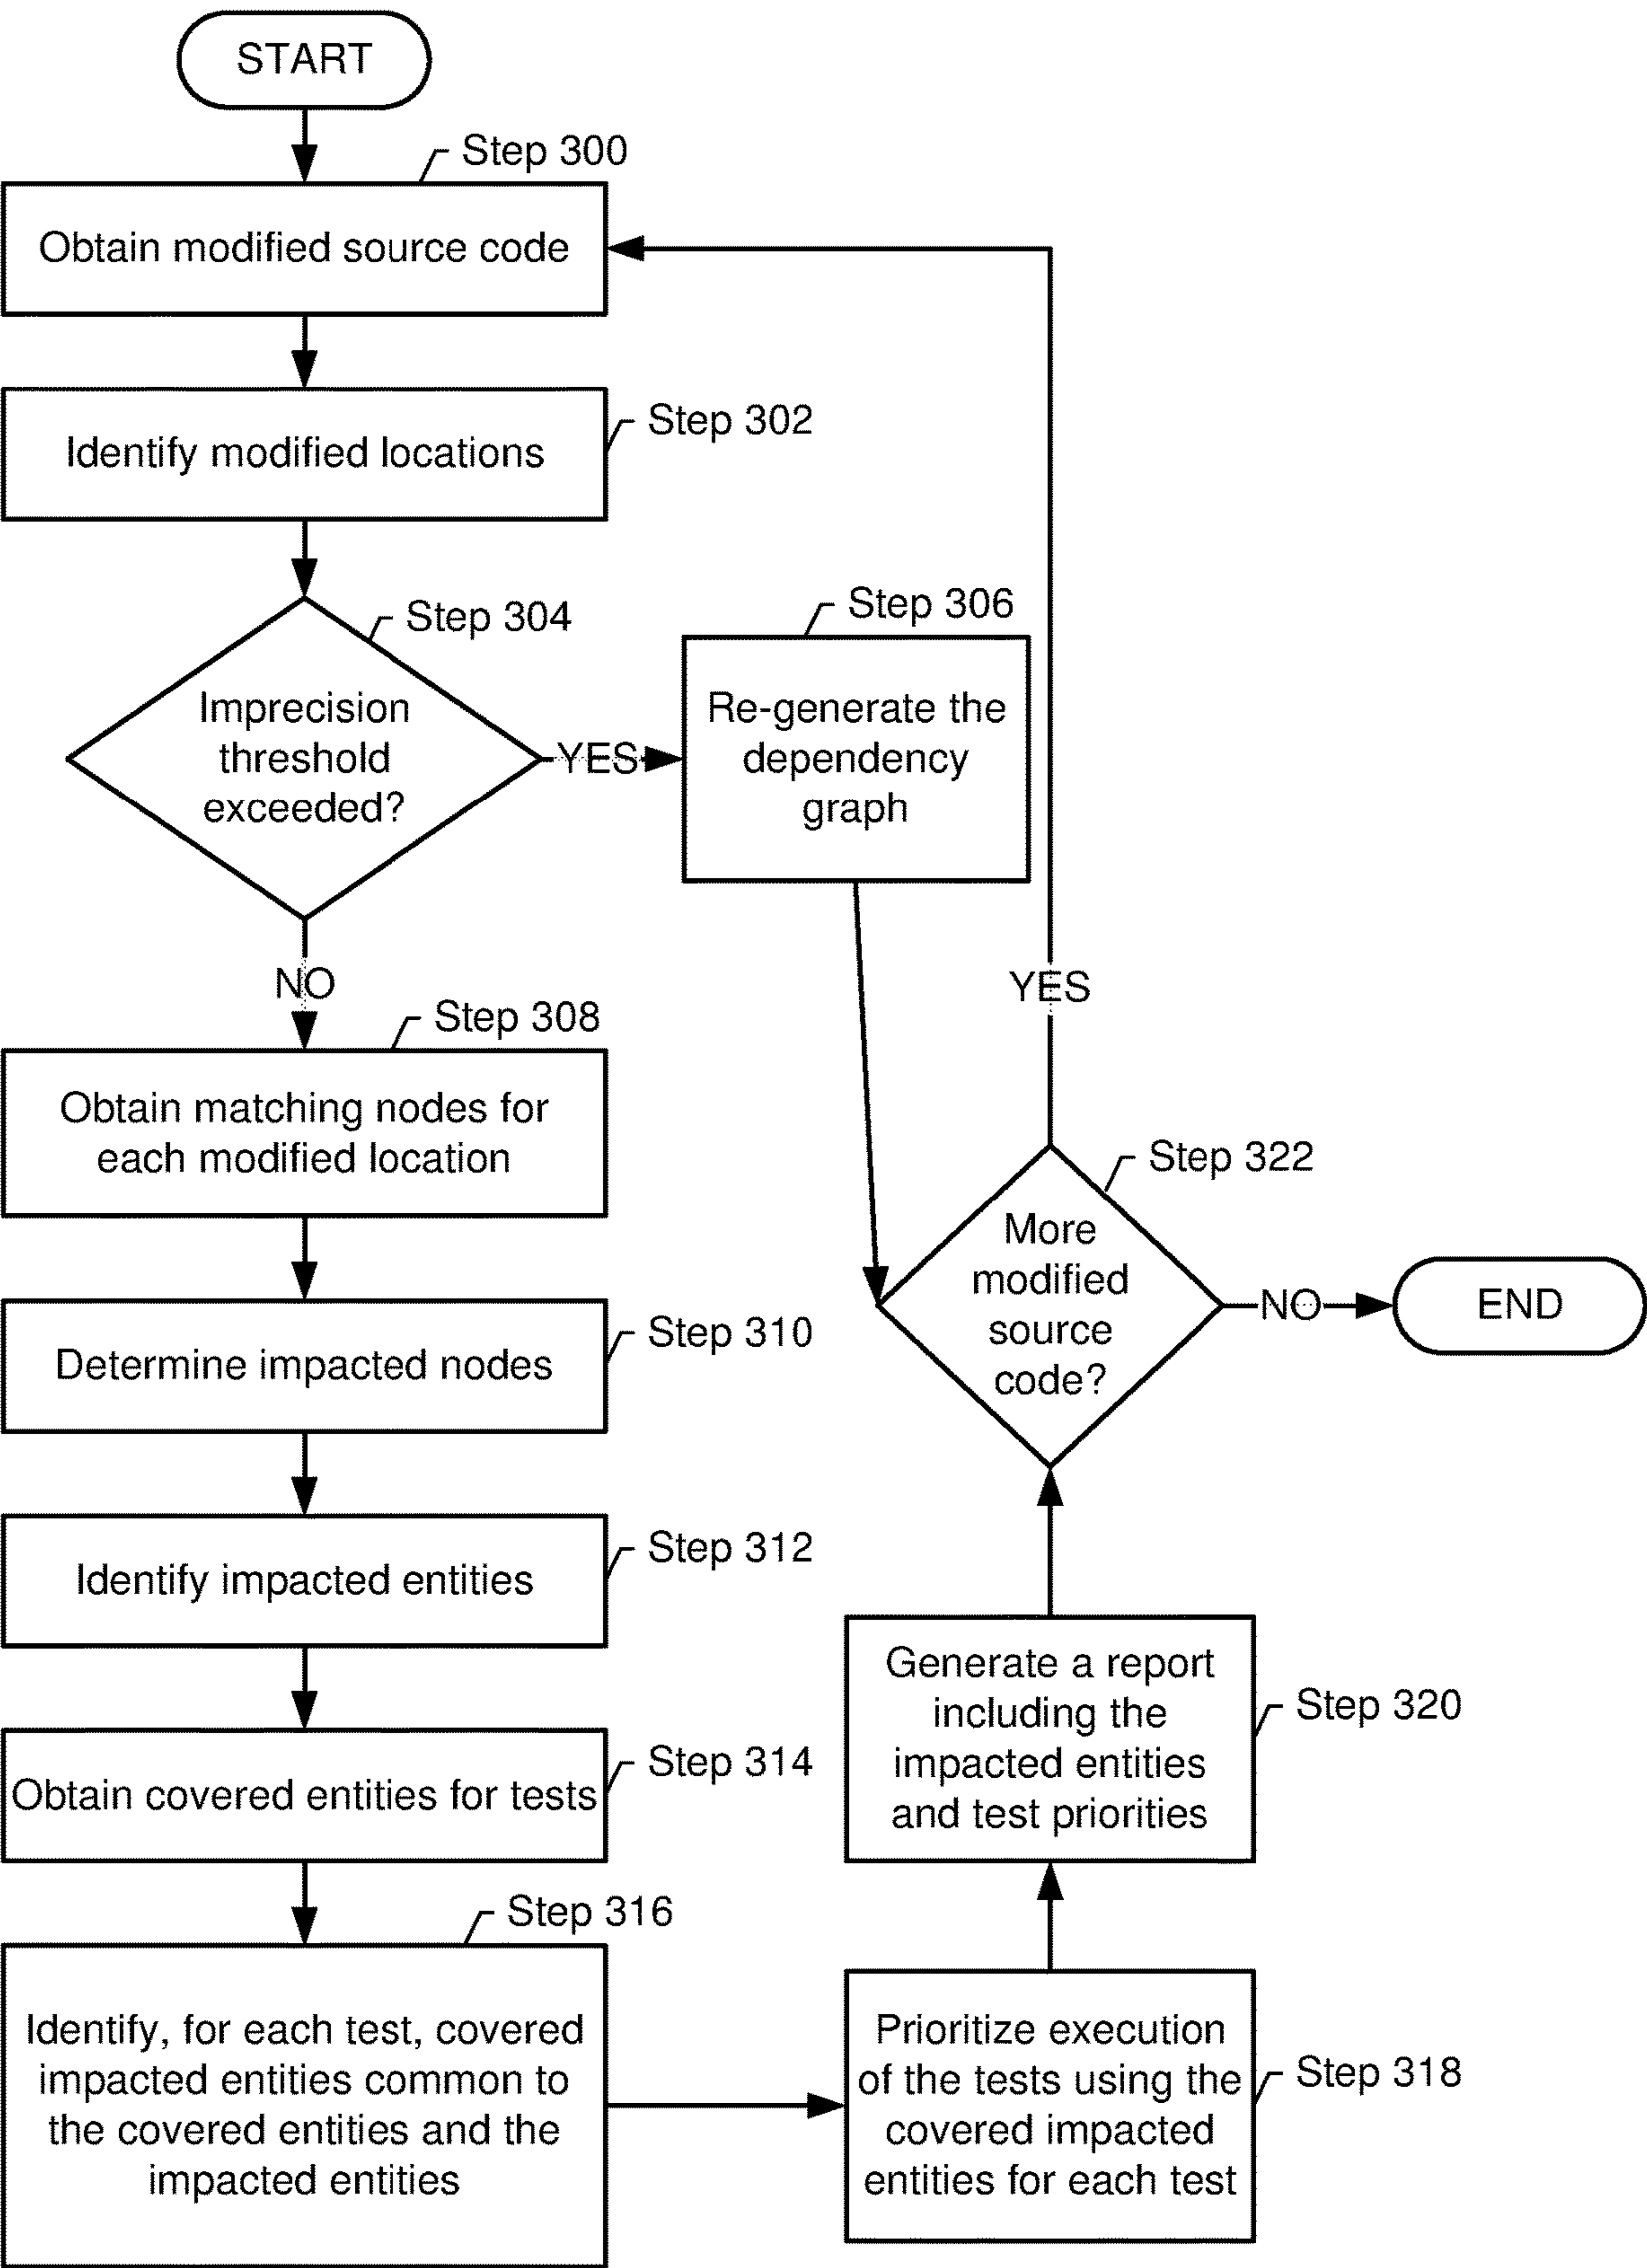 START
Step 300
Obtain modified source code
Step 302
Identify modified locations
Step 304
Imprecision
threshold
exceeded?
YES
Step 306
Re-generate the
dependency
graph
NO
Step 308
Obtain matching nodes for
each modified location
Step 310
Determine impacted nodes
Step 312
Identify impacted entities
Step 314
Obtain covered entities for tests
Step 316
Identify, for each test, covered
impacted entities common to
the covered entities and the
impacted entities
Prioritize execution
of the tests using the
covered impacted
entities for each test
Step 318
Generate a report
including the
impacted entities
and test priorities
Step 320
More
modified
source
code?
Step 322
YES
NO
END